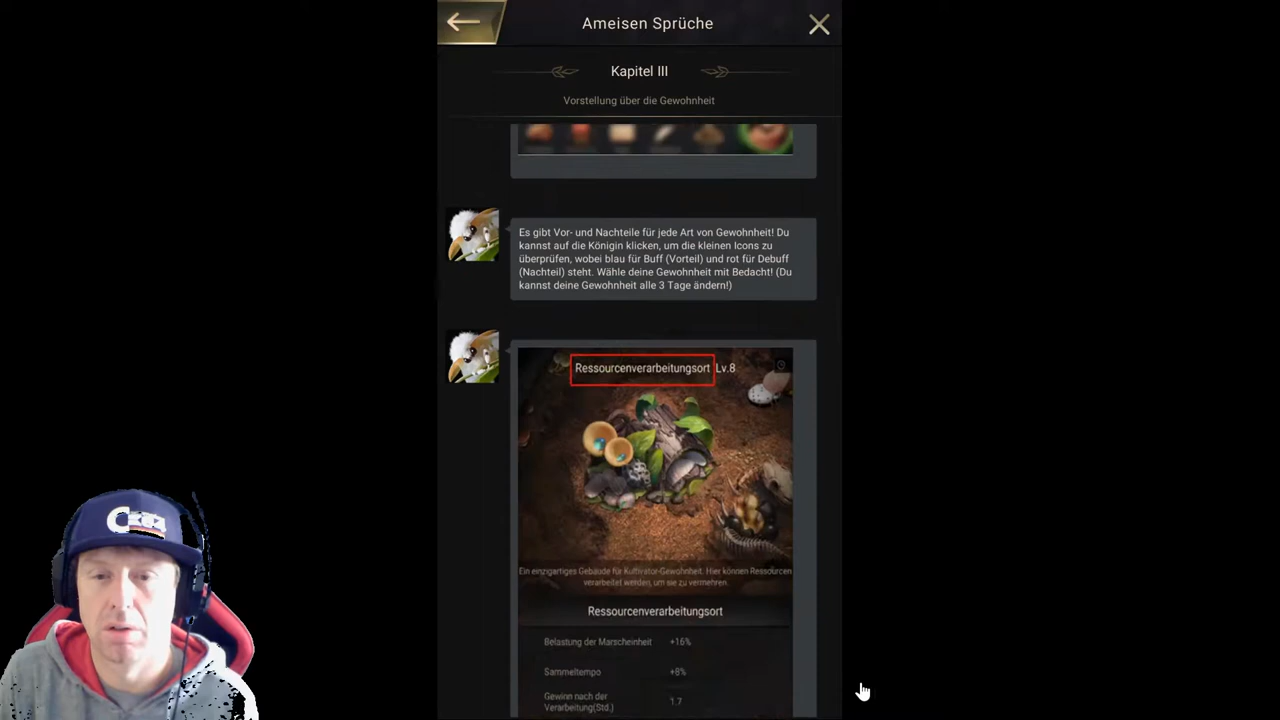 Ameisen Sprüche
Kapitel III
Vorstellung über die Gewohnheit
Es gibt Vor- und Nachteile für jede Art von Gewohnheit! Du
kannst auf die Königin klicken, um die kleinen Icons zu
überprüfen, wobei blau für Buff (Vorteil) und rot für Debuff
(Nachteil) steht. Wähle deine Gewohnheit mit Bedacht! (Du
kannst deine Gewohnheit alle 3 Tage ändern!)
Ressourcenverarbeitungsort Lv.8
Ein einzigartiges Gebäude für Kultivator-Gewohnheit. Hier können Ressourcen
verarbeitet werden, um sie zu vermehren.
Ressourcenverarbeitungsort
Belastung der Marscheinheit +16%
Sammeltempo +8%
Gewinn nach der
Verarbeitung(Std.) 1.7